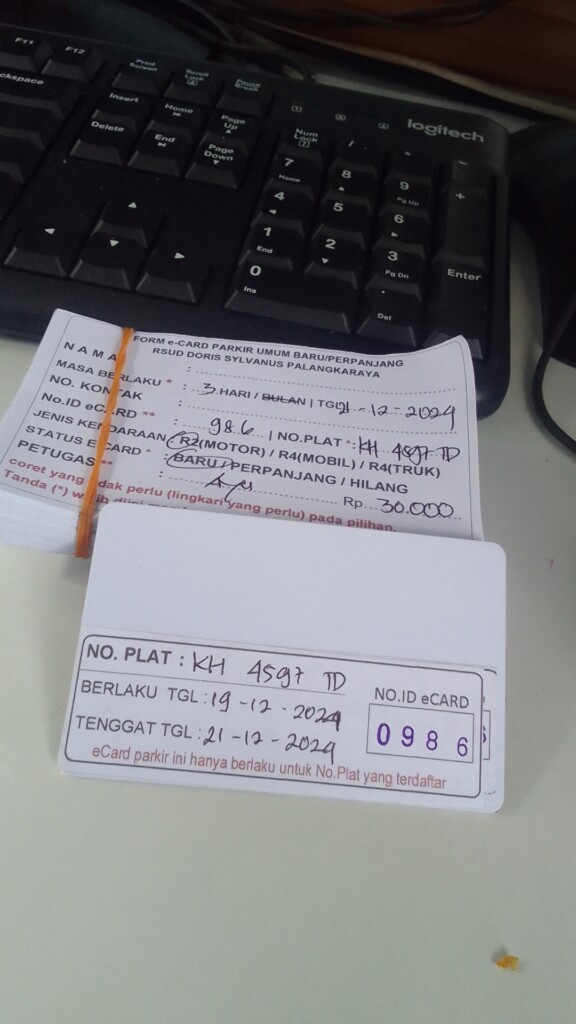 F11
F12
Print Screen
Scroll Lock
Pause Break
Insert
Home
Page Up
Delete
End
Page Down
logitech
Num Lock
/
7 Home
8
9 Pg Up
+
4
5
6
1 End
2
3 Pg Dn
Enter
0 Ins
. Del
FORM e-CARD PARKIR UMUM BARU/PERPANJANG
RSUD DORIS SYLVANUS PALANGKARAYA
NAMA :
MASA BERLAKU * : 3 HARI / BULAN | TGL 21-12-2024
NO. KONTAK :
No.ID eCARD ** : 986 | NO.PLAT * : KH 4597 TD
JENIS KENDARAAN : R2(MOTOR) / R4(MOBIL) / R4(TRUK)
STATUS ECARD * : BARU / PERPANJANG / HILANG
PETUGAS ** : Rp. 30.000
coret yang tidak perlu (lingkari yang perlu) pada pilihan.
Tanda (*)
NO. PLAT : KH 4597 TD
BERLAKU TGL : 19-12-2024
TENGGAT TGL : 21-12-2024
NO.ID eCARD
0986
eCard parkir ini hanya berlaku untuk No.Plat yang terdaftar